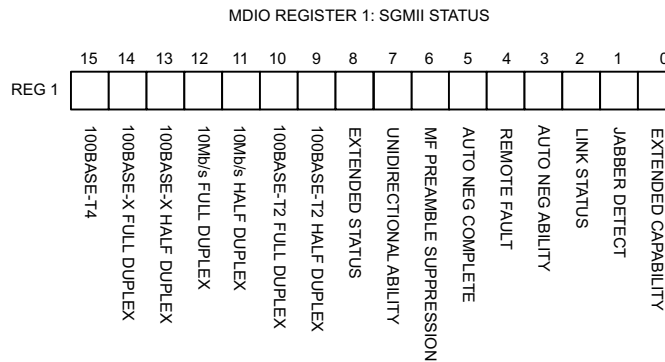 MDIO REGISTER 1: SGMII STATUS
15 14 13 12 11 10 9 8 7 6 5 4 3 2 1 0
REG 1
100BASE-T4
100BASE-X FULL DUPLEX
100BASE-X HALF DUPLEX
10Mb/s FULL DUPLEX
10Mb/s HALF DUPLEX
100BASE-T2 FULL DUPLEX
100BASE-T2 HALF DUPLEX
EXTENDED STATUS
UNIDIRECTIONAL ABILITY
MF PREAMBLE SUPPRESSION
AUTO NEG COMPLETE
REMOTE FAULT
AUTO NEG ABILITY
LINK STATUS
JABBER DETECT
EXTENDED CAPABILITY